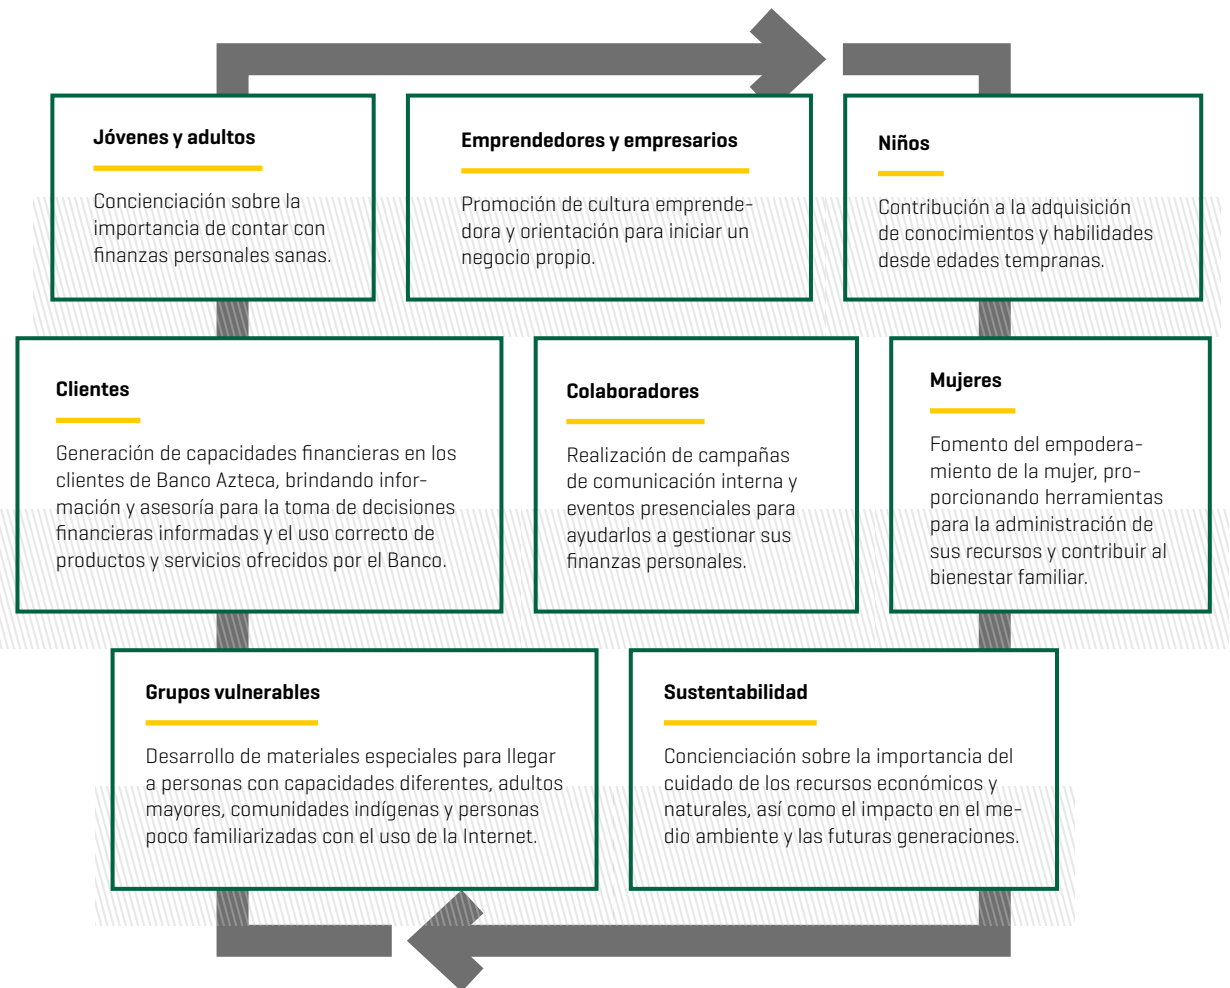 Jóvenes y adultos
Concienciación sobre la
importancia de contar con
finanzas personales sanas.
Emprendedores y empresarios
Promoción de cultura emprende-
dora y orientación para iniciar un
negocio propio.
Niños
Contribución a la adquisición
de conocimientos y habilidades
desde edades tempranas.
Clientes
Generación de capacidades financieras en los
clientes de Banco Azteca, brindando infor-
mación y asesoría para la toma de decisiones
financieras informadas y el uso correcto de
productos y servicios ofrecidos por el Banco.
Colaboradores
Realización de campañas
de comunicación interna y
eventos presenciales para
ayudarlos a gestionar sus
finanzas personales.
Mujeres
Fomento del empodera-
miento de la mujer, pro-
porcionando herramientas
para la administración de
sus recursos y contribuir al
bienestar familiar.
Grupos vulnerables
Desarrollo de materiales especiales para llegar
a personas con capacidades diferentes, adultos
mayores, comunidades indígenas y personas
poco familiarizadas con el uso de la Internet.
Sustentabilidad
Concienciación sobre la importancia del
cuidado de los recursos económicos y
naturales, así como el impacto en el me-
dio ambiente y las futuras generaciones.